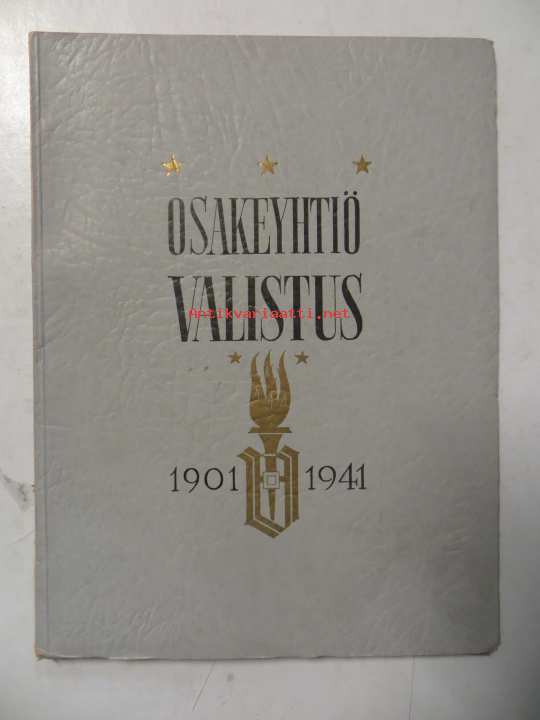 OSAKEYHTIÖ
VALISTUS
Antikvariaatti.net
1901 1941